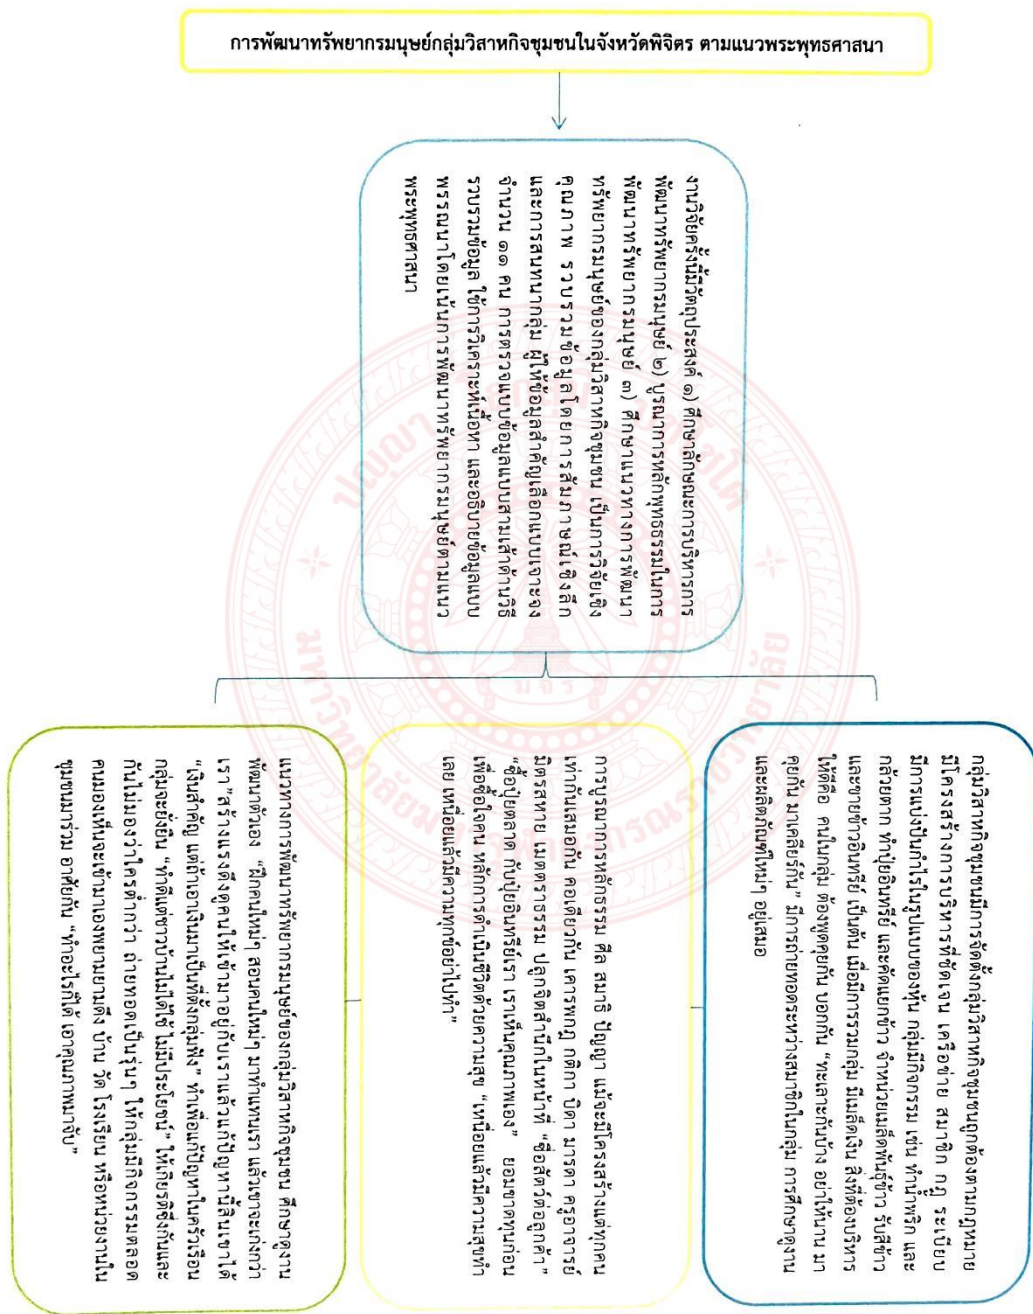 การพัฒนาทรัพยากรมนุษย์กลุ่มวิสาหกิจชุมชนในจังหวัดพิจิตร ตามแนวพระพุทธศาสนา
งานวิจัยครั้งนี้มีวัตถุประสงค์ ๑) ศึกษาลักษณะการบริหารการ
พัฒนาทรัพยากรมนุษย์ ๒) บูรณาการหลักพุทธธรรมในการ
พัฒนาทรัพยากรมนุษย์ ๓) ศึกษาแนวทางการพัฒนา
ทรัพยากรมนุษย์ของกลุ่มวิสาหกิจชุมชน เป็นการวิจัยเชิง
คุณภาพ รวบรวมข้อมูลโดยการสัมภาษณ์เชิงลึก
และการสนทนากลุ่ม ผู้ให้ข้อมูลสำคัญเลือกแบบเจาะจง
จำนวน ๑๑ คน การตรวจแบบข้อมูลแบบสามเส้าด้านวิธี
รวบรวมข้อมูล ใช้การวิเคราะห์เนื้อหา และอธิบายข้อมูลแบบ
พรรณนาโดยเน้นการพัฒนาทรัพยากรมนุษย์ตามแนว
พระพุทธศาสนา
กลุ่มวิสาหกิจชุมชนมีการจัดตั้งกลุ่มวิสาหกิจชุมชนถูกต้องตามกฎหมาย
มีโครงสร้างการบริหารที่ชัดเจน เครือข่าย สมาชิก กฎ ระเบียบ
มีการแบ่งปันกำไรในรูปแบบของหุ้น กลุ่มมีกิจกรรม เช่น ทำน้ำพริก และ
กล้วยตาก ทำปุ๋ยอินทรีย์ และคัดแยกข้าว จำหน่ายเมล็ดพันธุ์ข้าว รับสีข้าว
และขายข้าวอินทรีย์ เป็นต้น เมื่อมีการรวมกลุ่ม มีเมล็ดเงิน สิ่งที่ต้องบริหาร
ให้ดีคือ คนในกลุ่ม ต้องพูดคุยกัน บอกกัน “ทะเลาะกันบ้าง อย่าให้นาน มา
คุยกัน มาเคลียร์กัน” มีการถ่ายทอดระหว่างสมาชิกในกลุ่ม การศึกษาดูงาน
และผลิตภัณฑ์ใหม่ๆ อยู่เสมอ
การบูรณาการหลักธรรม ศีล สมาธิ ปัญญา แม้จะมีโครงสร้างแต่ทุกคน
เท่ากันเสมอกัน คอเดียวกัน เคารพกฎ กติกา บิดา มารดา ครูอาจารย์
มิตรสหาย เมตตาธรรม ปลูกจิตสำนึกในหน้าที่ “ซื่อสัตว์ต่อลูกค้า”
“ซื้อปุ๋ยตลาด กับปุ๋ยอินทรีย์เรา เราเห็นคุณภาพเอง” ยอมขาดทุนก่อน
เพื่อซื้อใจคน หลักการดำเนินชีวิตด้วยความสุข “เหนื่อยแล้วมีความสุขทำ
เลย เหนื่อยแล้วมีความทุกข์อย่าไปทำ”
แนวทางการพัฒนาทรัพยากรมนุษย์ของกลุ่มวิสาหกิจชุมชน ศึกษาดูงาน
พัฒนาตัวเอง “ฝึกคนใหม่ๆ สอนคนใหม่ๆ มาทำแทนเรา แล้วเขาจะเก่งกว่า
เรา”สร้างแรงดึงดูดคนให้เข้ามาอยู่กับเราแล้วแก้ปัญหาหนี้สินเขาได้
“เงินสำคัญ แต่ถ้าเอาเงินมาเป็นที่ตั้งกลุ่มพัง” ทำเพื่อแก้ปัญหาในครัวเรือน
กลุ่มจะยั่งยืน “ทำดีแต่ชาวบ้านไม่ได้ใช้ ไม่มีประโยชน์” ให้เกียรติซึ่งกันและ
กันไม่มองว่าใครต่ำกว่า ถ่ายทอดเป็นรุ่นๆ ให้กลุ่มมีกิจกรรมตลอด
คนมองเห็นจะเข้ามาเองพยามยามดึง บ้าน วัด โรงเรียน หรือหน่วยงานใน
ชุมชนมาร่วม อาศัยกัน “ทำอะไรก็ได้ เอาคุณภาพมาจับ”
มหาวิทยาลัยมหาจุฬาลงกรณราชวิทยาลัย
มจร